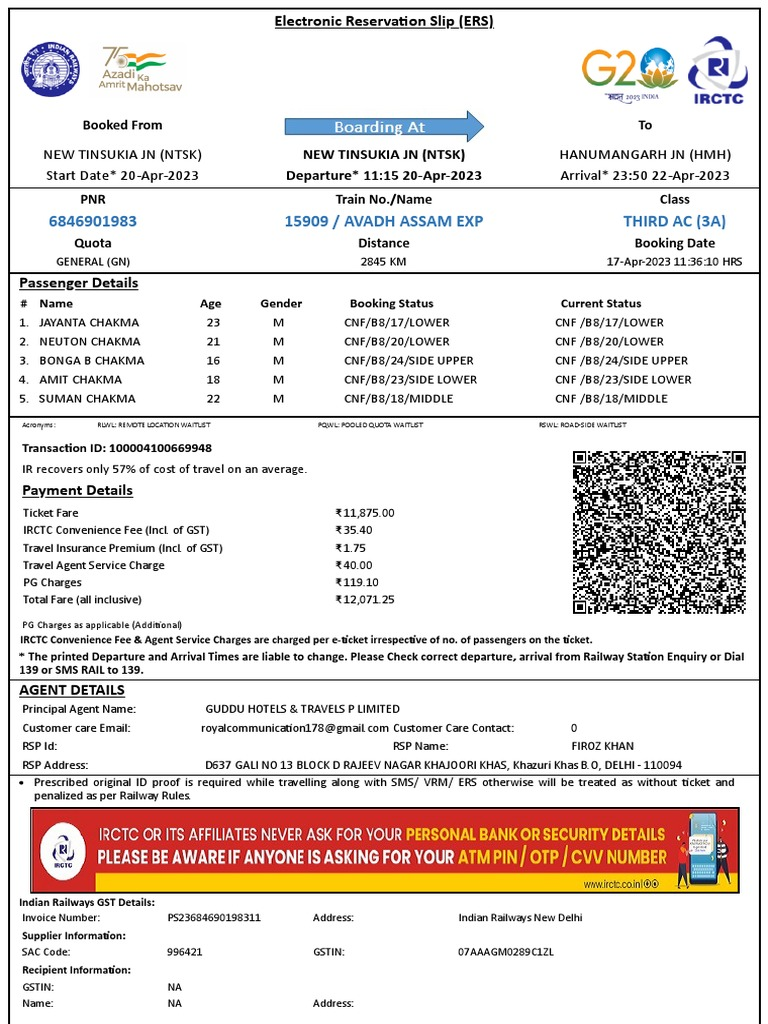 Electronic Reservation Slip (ERS)
INDIAN RAILWAYS
75
Azadi Ka
Amrit Mahotsav
G20
2023 INDIA
IRCTC
Booked From Boarding At To
NEW TINSUKIA JN (NTSK) NEW TINSUKIA JN (NTSK) HANUMANGARH JN (HMH)
Start Date* 20-Apr-2023 Departure* 11:15 20-Apr-2023 Arrival* 23:50 22-Apr-2023
PNR Train No./Name Class
6846901983 15909 / AVADH ASSAM EXP THIRD AC (3A)
Quota Distance Booking Date
GENERAL (GN) 2845 KM 17-Apr-2023 11:36:10 HRS
Passenger Details
# Name Age Gender Booking Status Current Status
1. JAYANTA CHAKMA 23 M CNF/B8/17/LOWER CNF /B8/17/LOWER
2. NEUTON CHAKMA 21 M CNF/B8/20/LOWER CNF /B8/20/LOWER
3. BONGA B CHAKMA 16 M CNF/B8/24/SIDE UPPER CNF /B8/24/SIDE UPPER
4. AMIT CHAKMA 18 M CNF/B8/23/SIDE LOWER CNF /B8/23/SIDE LOWER
5. SUMAN CHAKMA 22 M CNF/B8/18/MIDDLE CNF /B8/18/MIDDLE
Acronyms: RLWL: REMOTE LOCATION WAITLIST PQWL: POOLED QUOTA WAITLIST RSWL: ROAD-SIDE WAITLIST
Transaction ID: 100004100669948
IR recovers only 57% of cost of travel on an average.
Payment Details
Ticket Fare ₹ 11,875.00
IRCTC Convenience Fee (Incl. of GST) ₹ 35.40
Travel Insurance Premium (Incl. of GST) ₹ 1.75
Travel Agent Service Charge ₹ 40.00
PG Charges ₹ 119.10
Total Fare (all inclusive) ₹ 12,071.25
PG Charges as applicable (Additional)
IRCTC Convenience Fee & Agent Service Charges are charged per e-ticket irrespective of no. of passengers on the ticket.
* The printed Departure and Arrival Times are liable to change. Please Check correct departure, arrival from Railway Station Enquiry or Dial
139 or SMS RAIL to 139.
AGENT DETAILS
Principal Agent Name: GUDDU HOTELS & TRAVELS P LIMITED
Customer care Email: royalcommunication178@gmail com Customer Care Contact: 0
RSP Id: RSP Name: FIROZ KHAN
RSP Address: D637 GALI NO 13 BLOCK D RAJEEV NAGAR KHAJOORI KHAS, Khazuri Khas B.O, DELHI - 110094
• Prescribed original ID proof is required while travelling along with SMS/ VRM/ ERS otherwise will be treated as without ticket and
penalized as per Railway Rules.
IRCTC
IRCTC OR ITS AFFILIATES NEVER ASK FOR YOUR PERSONAL BANK OR SECURITY DETAILS
PLEASE BE AWARE IF ANYONE IS ASKING FOR YOUR ATM PIN / OTP / CVV NUMBER
www.irctc.co.in
Indian Railways GST Details:
Invoice Number: PS23684690198311 Address: Indian Railways New Delhi
Supplier Information:
SAC Code: 996421 GSTIN: 07AAAGM0289C1ZL
Recipient Information:
GSTIN: NA
Name: NA Address: